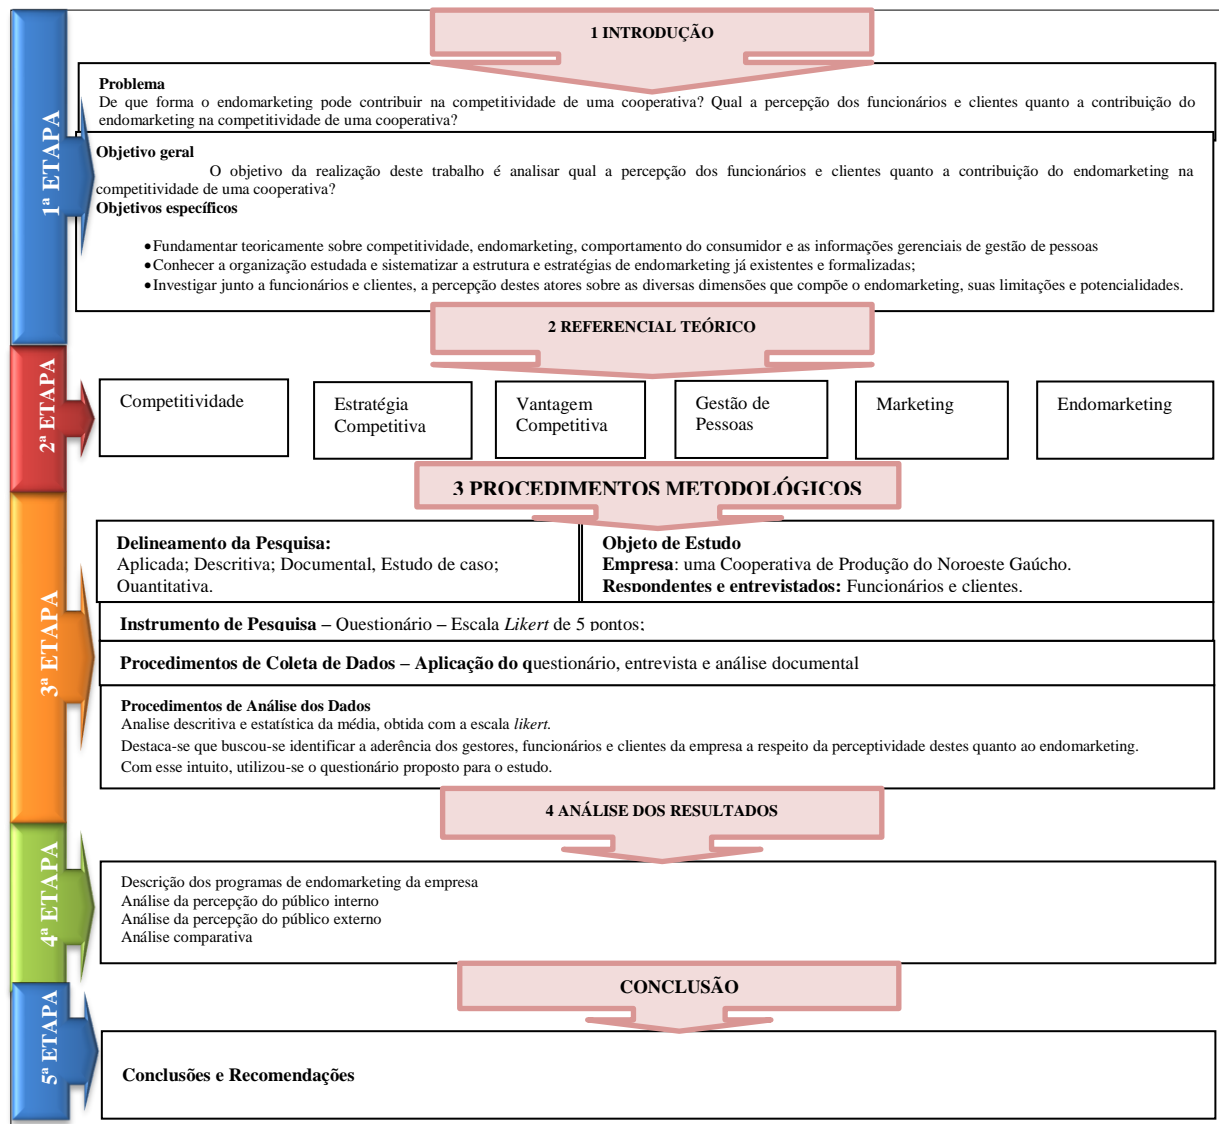 1 INTRODUÇÃO
1ª ETAPA
Problema
De que forma o endomarketing pode contribuir na competitividade de uma cooperativa? Qual a percepção dos funcionários e clientes quanto a contribuição do
endomarketing na competitividade de uma cooperativa?
Objetivo geral
O objetivo da realização deste trabalho é analisar qual a percepção dos funcionários e clientes quanto a contribuição do endomarketing na
competitividade de uma cooperativa?
Objetivos específicos
•Fundamentar teoricamente sobre competitividade, endomarketing, comportamento do consumidor e as informações gerenciais de gestão de pessoas
•Conhecer a organização estudada e sistematizar a estrutura e estratégias de endomarketing já existentes e formalizadas;
•Investigar junto a funcionários e clientes, a percepção destes atores sobre as diversas dimensões que compõe o endomarketing, suas limitações e potencialidades.
2 REFERENCIAL TEÓRICO
2ª ETAPA
Competitividade
Estratégia
Competitiva
Vantagem
Competitiva
Gestão de
Pessoas
Marketing
Endomarketing
3 PROCEDIMENTOS METODOLÓGICOS
3ª ETAPA
Delineamento da Pesquisa:
Aplicada; Descritiva; Documental, Estudo de caso;
Quantitativa.
Objeto de Estudo
Empresa: uma Cooperativa de Produção do Noroeste Gaúcho.
Respondentes e entrevistados: Funcionários e clientes.
Instrumento de Pesquisa – Questionário – Escala Likert de 5 pontos;
Procedimentos de Coleta de Dados – Aplicação do questionário, entrevista e análise documental
Procedimentos de Análise dos Dados
Analise descritiva e estatística da média, obtida com a escala likert.
Destaca-se que buscou-se identificar a aderência dos gestores, funcionários e clientes da empresa a respeito da perceptividade destes quanto ao endomarketing.
Com esse intuito, utilizou-se o questionário proposto para o estudo.
4 ANÁLISE DOS RESULTADOS
4ª ETAPA
Descrição dos programas de endomarketing da empresa
Análise da percepção do público interno
Análise da percepção do público externo
Análise comparativa
CONCLUSÃO
5ª ETAPA
Conclusões e Recomendações